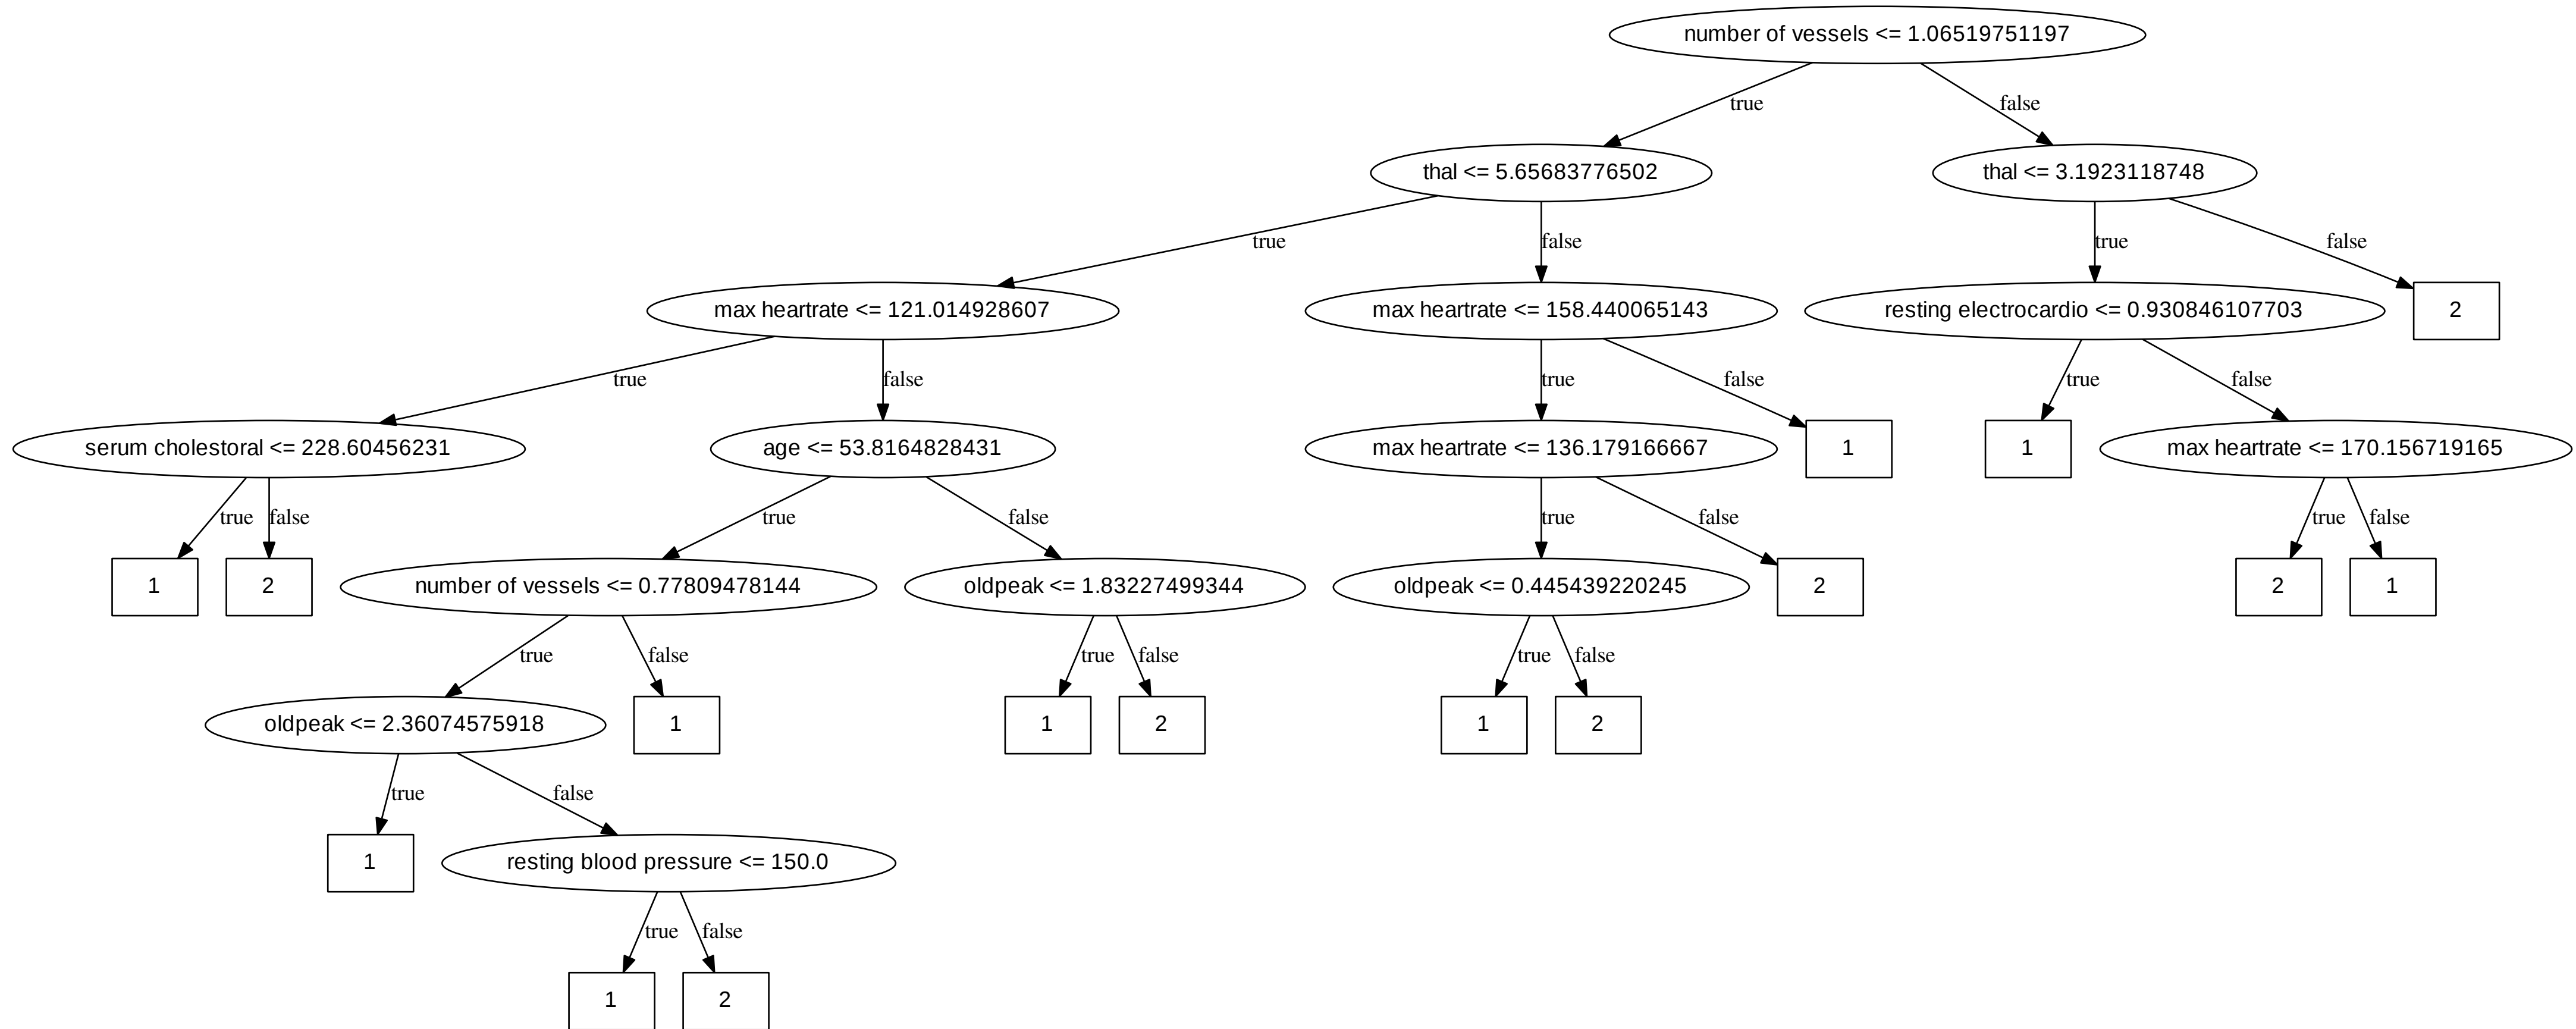 number of vessels <= 1.06519751197
true
false
thal <= 5.65683776502
thal <= 3.1923118748
true
false
true
false
max heartrate <= 121.014928607
max heartrate <= 158.440065143
resting electrocardio <= 0.930846107703
2
true
false
true
false
true
false
serum cholestoral <= 228.60456231
age <= 53.8164828431
max heartrate <= 136.179166667
1
1
max heartrate <= 170.156719165
true
false
true
false
true
false
true
false
1
2
number of vessels <= 0.77809478144
oldpeak <= 1.83227499344
oldpeak <= 0.445439220245
2
2
1
true
false
true
false
true
false
oldpeak <= 2.36074575918
1
1
2
1
2
true
false
1
resting blood pressure <= 150.0
true
false
1
2